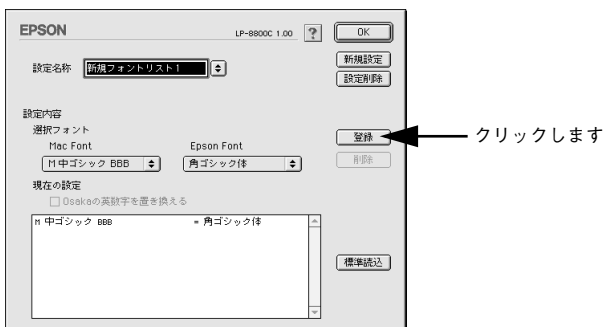 EPSON LP-8800C 1.00 ? OK
設定名称 新規フォントリスト1 新規設定
設定削除
設定内容
選択フォント
Mac Font Epson Font 登録 クリックします
M 中ゴシック BBB 角ゴシック体 削除
現在の設定
Osakaの英数字を置き換える
M 中ゴシック BBB = 角ゴシック体
標準読込